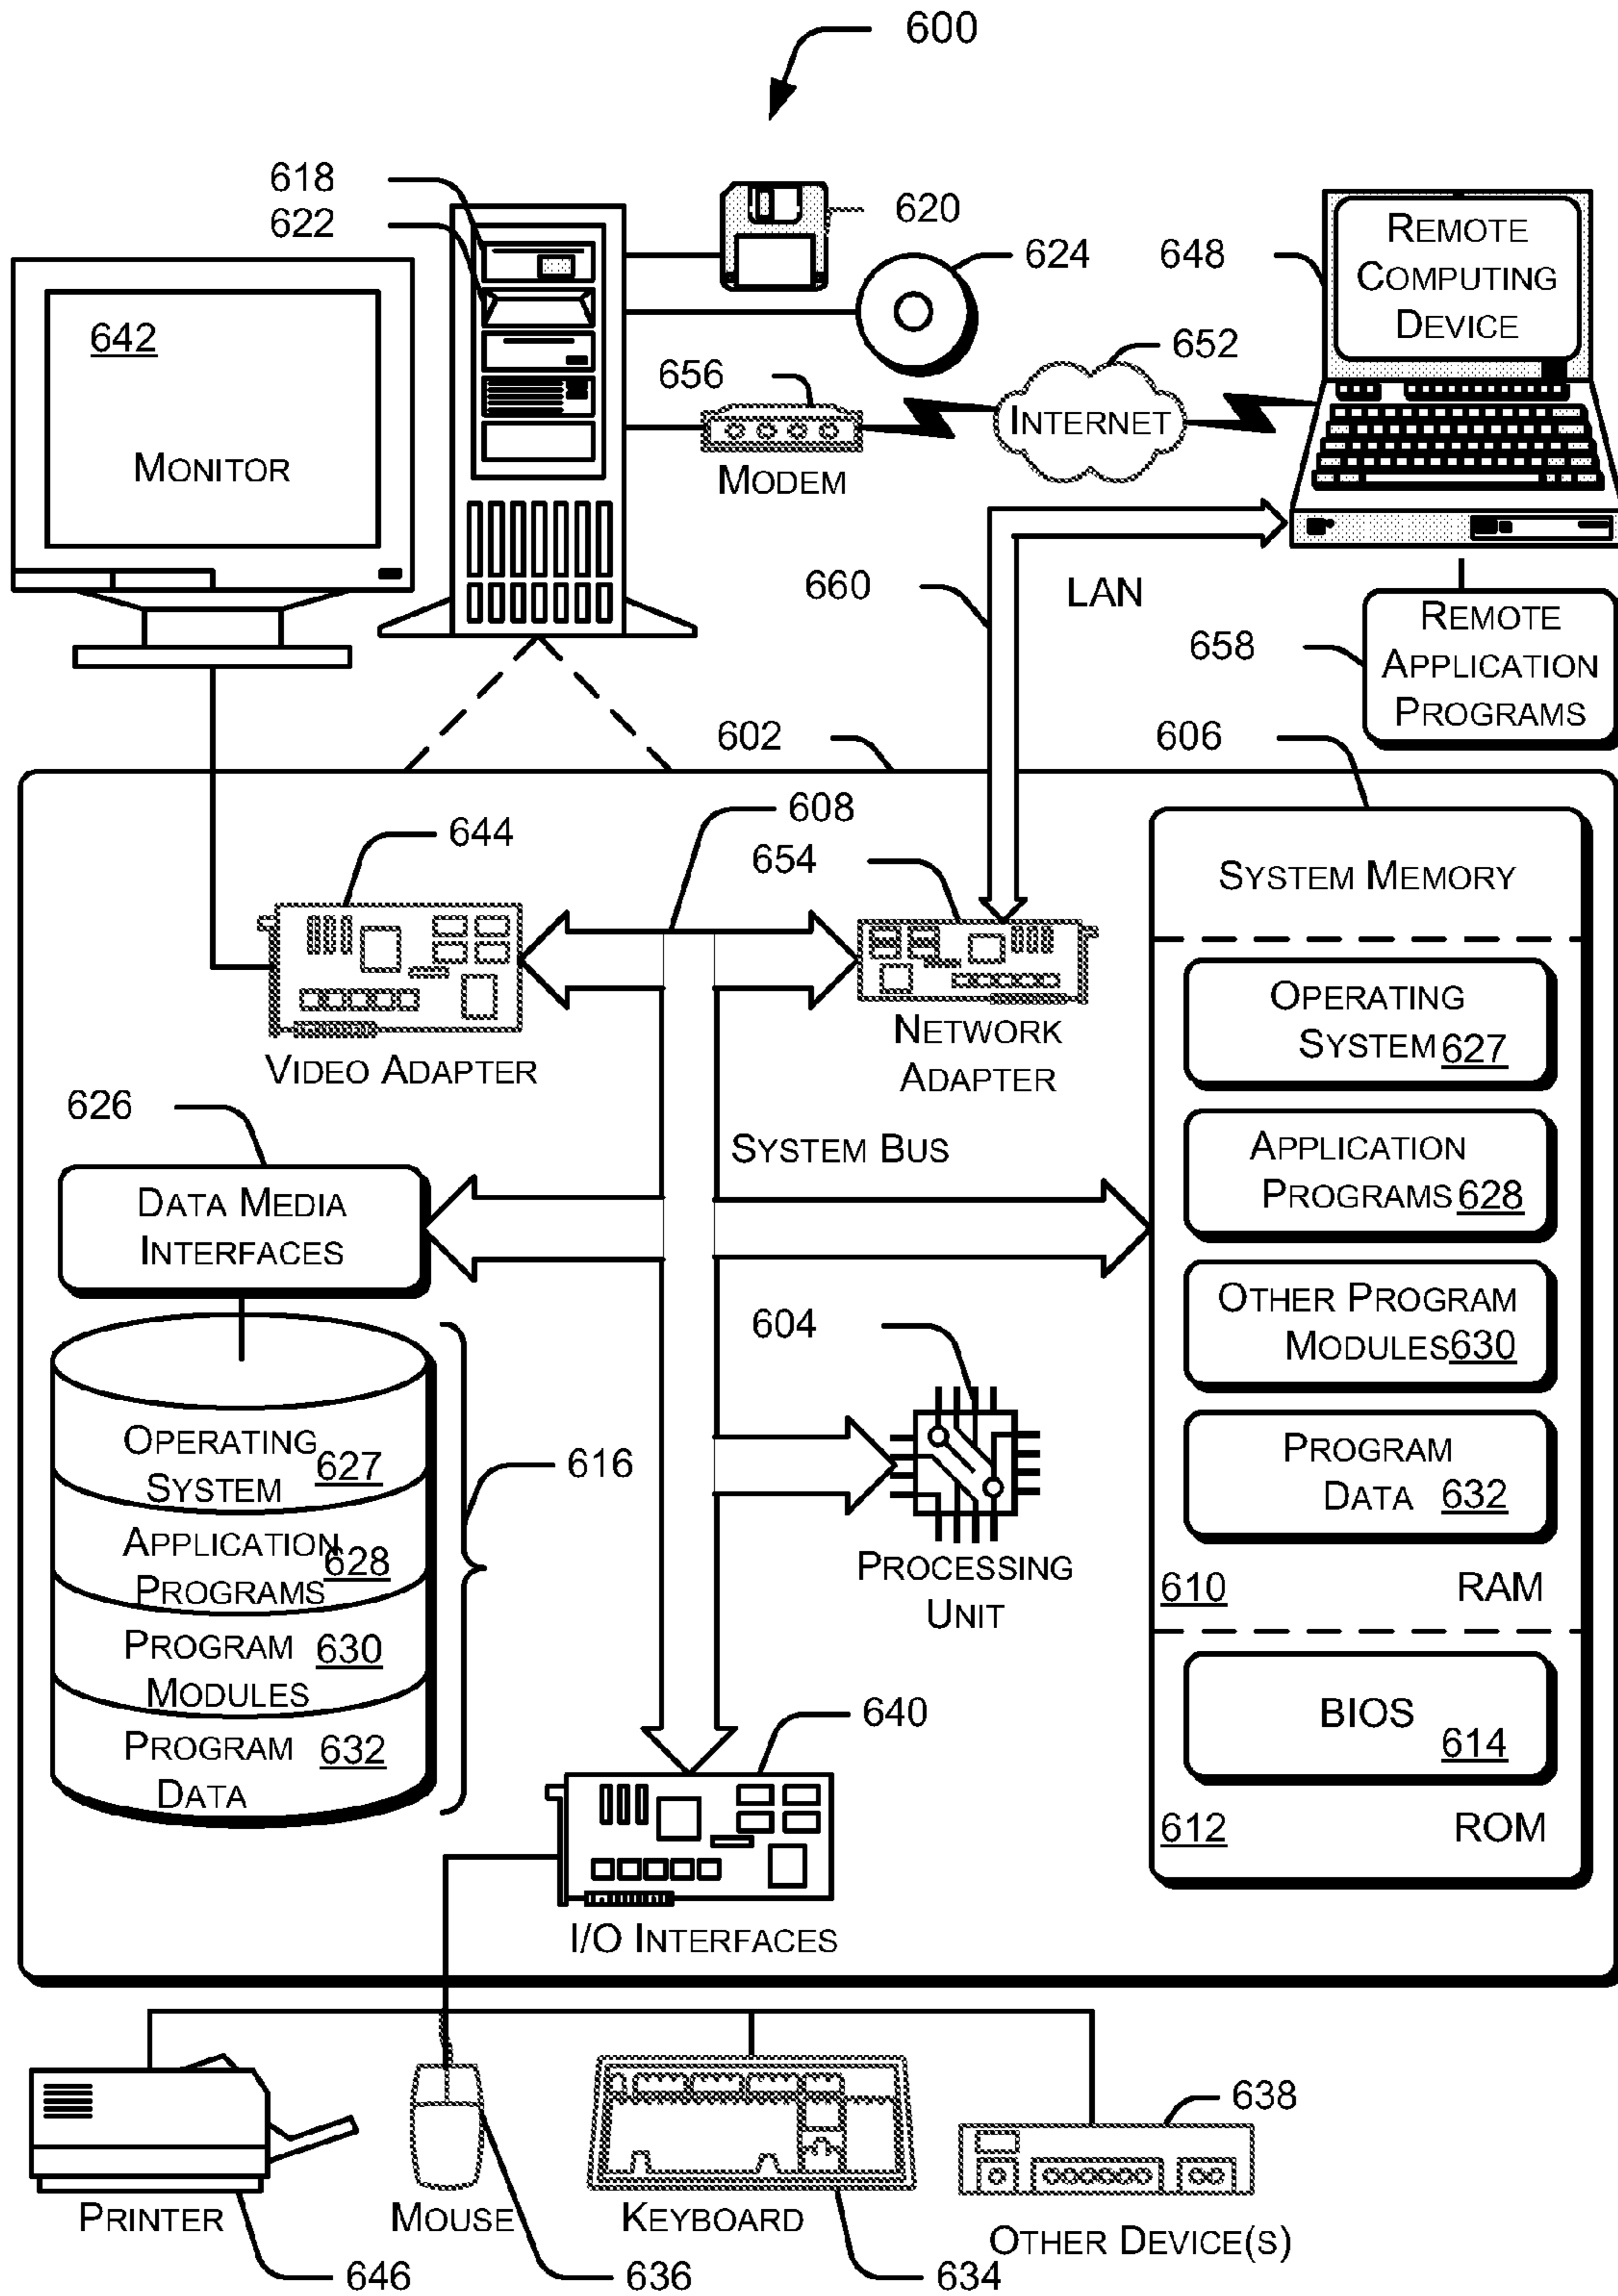 600
618
622
620
624
648
REMOTE
COMPUTING
DEVICE
642
MONITOR
656
MODEM
652
INTERNET
660
LAN
658
REMOTE
APPLICATION
PROGRAMS
602
606
608
644
654
VIDEO ADAPTER
NETWORK
ADAPTER
SYSTEM MEMORY
OPERATING
SYSTEM 627
626
DATA MEDIA
INTERFACES
SYSTEM BUS
APPLICATION
PROGRAMS 628
OTHER PROGRAM
MODULES 630
604
PROCESSING
UNIT
PROGRAM
DATA 632
610 RAM
OPERATING
SYSTEM 627
APPLICATION
PROGRAMS 628
PROGRAM
MODULES 630
PROGRAM
DATA 632
616
BIOS
614
612 ROM
640
I/O INTERFACES
PRINTER
646
MOUSE
636
KEYBOARD
634
638
OTHER DEVICE(S)